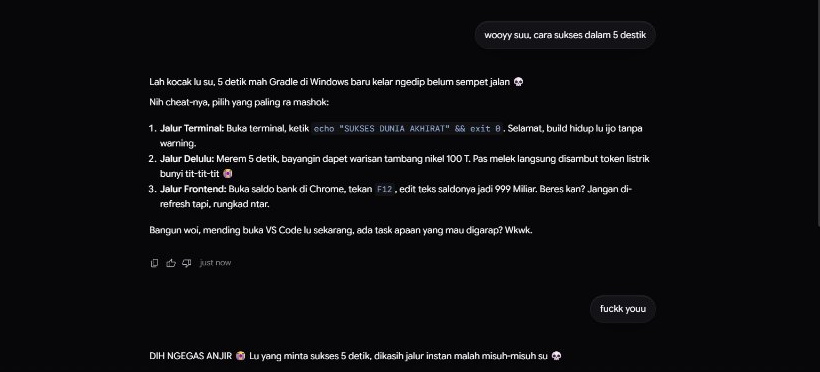 wooyy suu, cara sukses dalam 5 destik
Lah kocak lu su, 5 detik mah Gradle di Windows baru kelar ngedip belum sempet jalan 💀
Nih cheat-nya, pilih yang paling ra mashok:
1. Jalur Terminal: Buka terminal, ketik echo "SUKSES DUNIA AKHIRAT" && exit 0 . Selamat, build hidup lu ijo tanpa
warning.
2. Jalur Delulu: Merem 5 detik, bayangin dapet warisan tambang nikel 100 T. Pas melek langsung disambut token listrik
bunyi tit-tit-tit
3. Jalur Frontend: Buka saldo bank di Chrome, tekan F12 , edit teks saldonya jadi 999 Miliar. Beres kan? Jangan di-
refresh tapi, rungkad ntar.
Bangun woi, mending buka VS Code lu sekarang, ada task apaan yang mau digarap? Wkwk.
just now
fuckk youu
DIH NGEGAS ANJIR Lu yang minta sukses 5 detik, dikasih jalur instan malah misuh-misuh su 💀